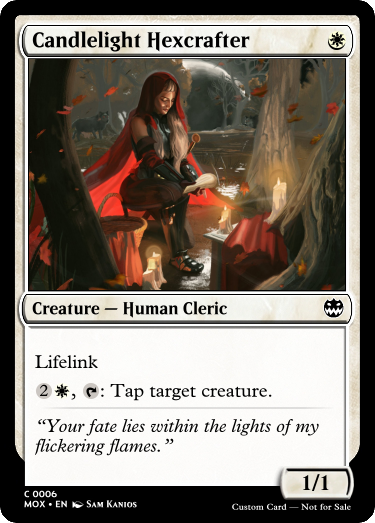 Candlelight Hexcrafter
Creature — Human Cleric
Lifelink
2, : Tap target creature.
“Your fate lies within the lights of my
flickering flames.”
1/1
C 0006
MOX • EN Sam Kanios
Custom Card — Not for Sale